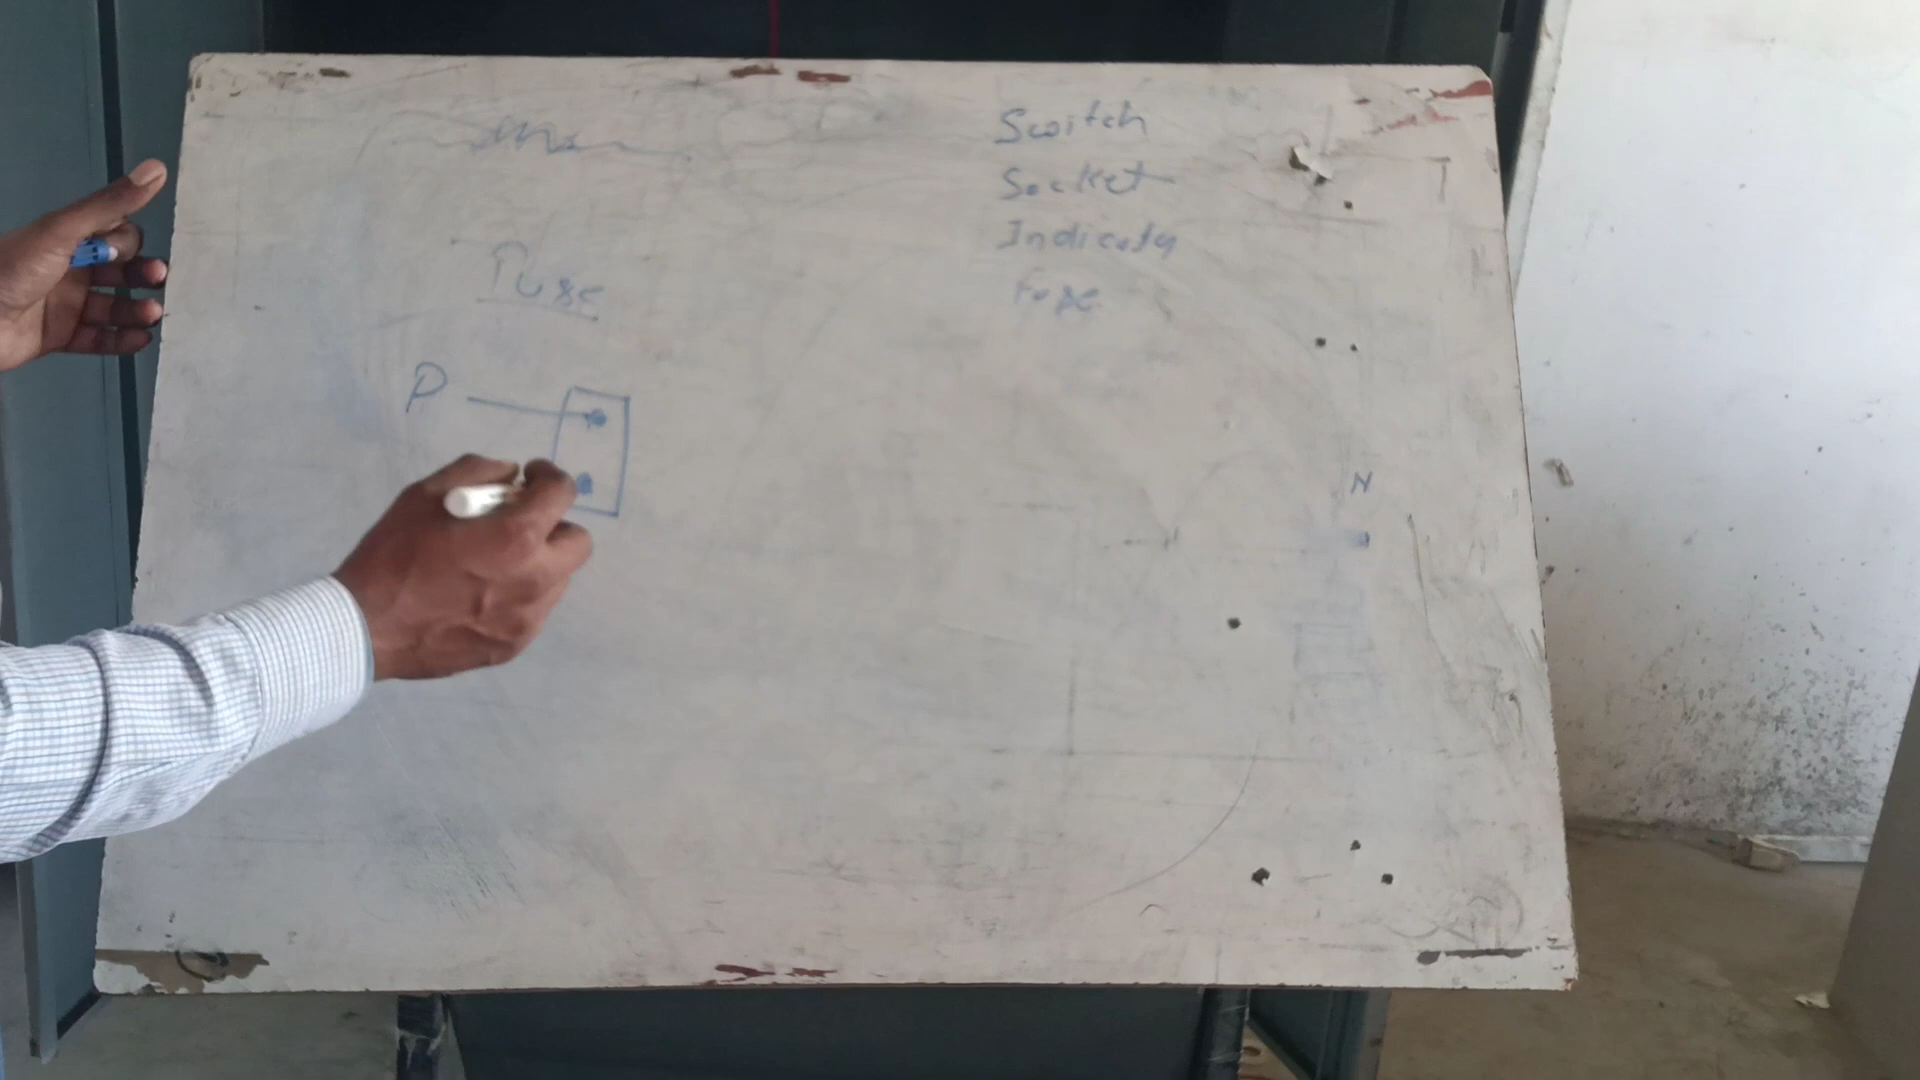 Switch
Socket
Indicator
Fuse
Fuse
P
N